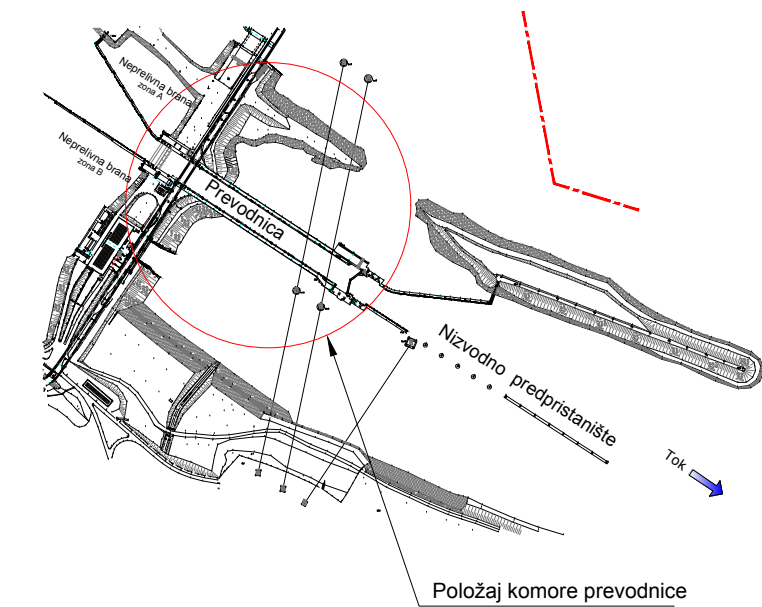 Neprelivna brana
zona A
Neprelivna brana
zona B
Prevodnica
Nizvodno predpristanište
Tok
Položaj komore prevodnice